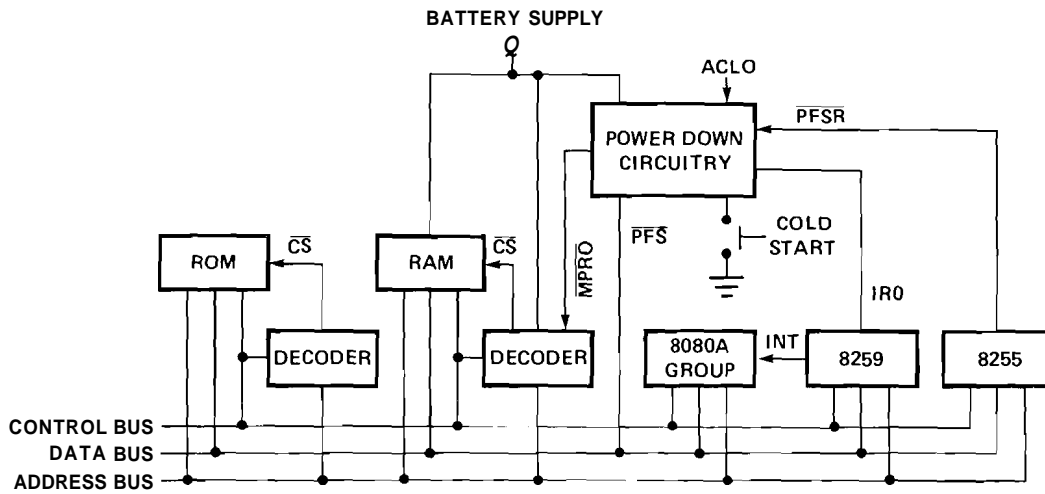 BATTERY SUPPLY
ACLO
PFSR
POWER DOWN
CIRCUITRY
PFS
COLD
START
MPRO
IR0
ROM
CS
RAM
CS
DECODER
DECODER
8080A
GROUP
INT
8259
8255
CONTROL BUS
DATA BUS
ADDRESS BUS